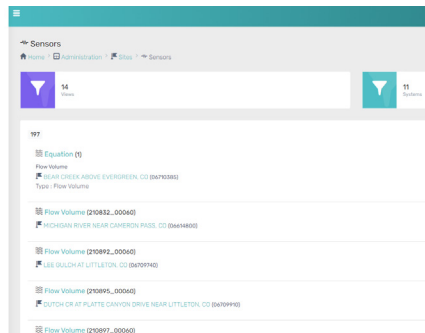 Sensors
Home > Administration > Sites > Sensors
14
Views
11
Systems
197
Equation (1)
Flow Volume
BEAR CREEK ABOVE EVERGREEN, CO (06710385)
Type : Flow Volume
Flow Volume (210832_00060)
MICHIGAN RIVER NEAR CAMERON PASS, CO (06614800)
Flow Volume (210892_00060)
LEE GULCH AT LITTLETON, CO (06709740)
Flow Volume (210895_00060)
DUTCH CR AT PLATTE CANYON DRIVE NEAR LITTLETON, CO (06709910)
Flow Volume (210897_00060)